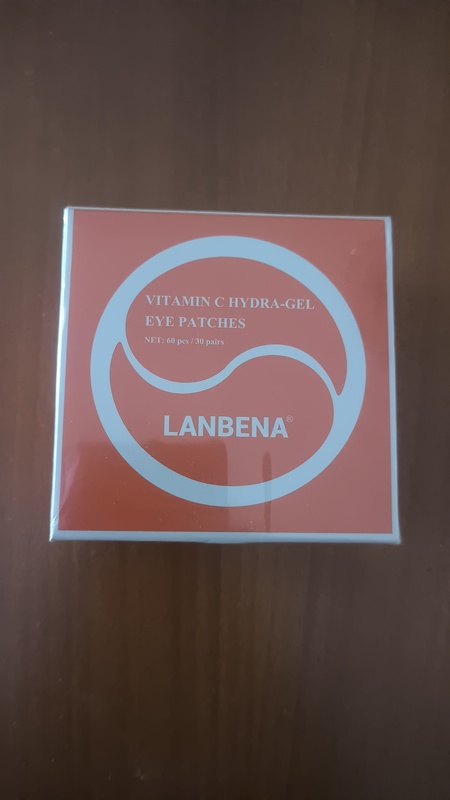 VITAMIN C HYDRA-GEL
EYE PATCHES
NET: 60 pcs / 30 pairs
LANBENA®